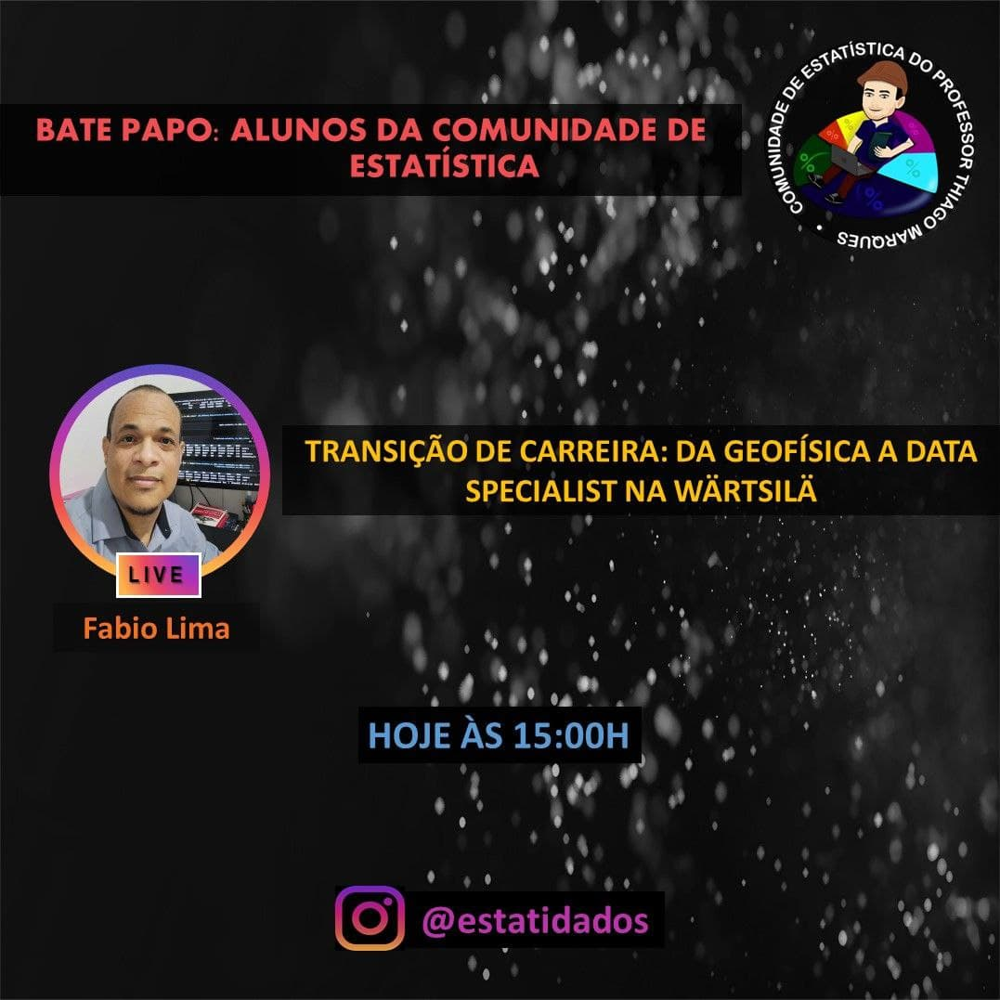 BATE PAPO: ALUNOS DA COMUNIDADE DE
ESTATÍSTICA
COMUNIDADE DE ESTATÍSTICA DO PROFESSOR THIAGO MARQUES
TRANSIÇÃO DE CARREIRA: DA GEOFÍSICA A DATA
SPECIALIST NA WÄRTSILÄ
LIVE
Fabio Lima
HOJE ÀS 15:00H
@estatidados